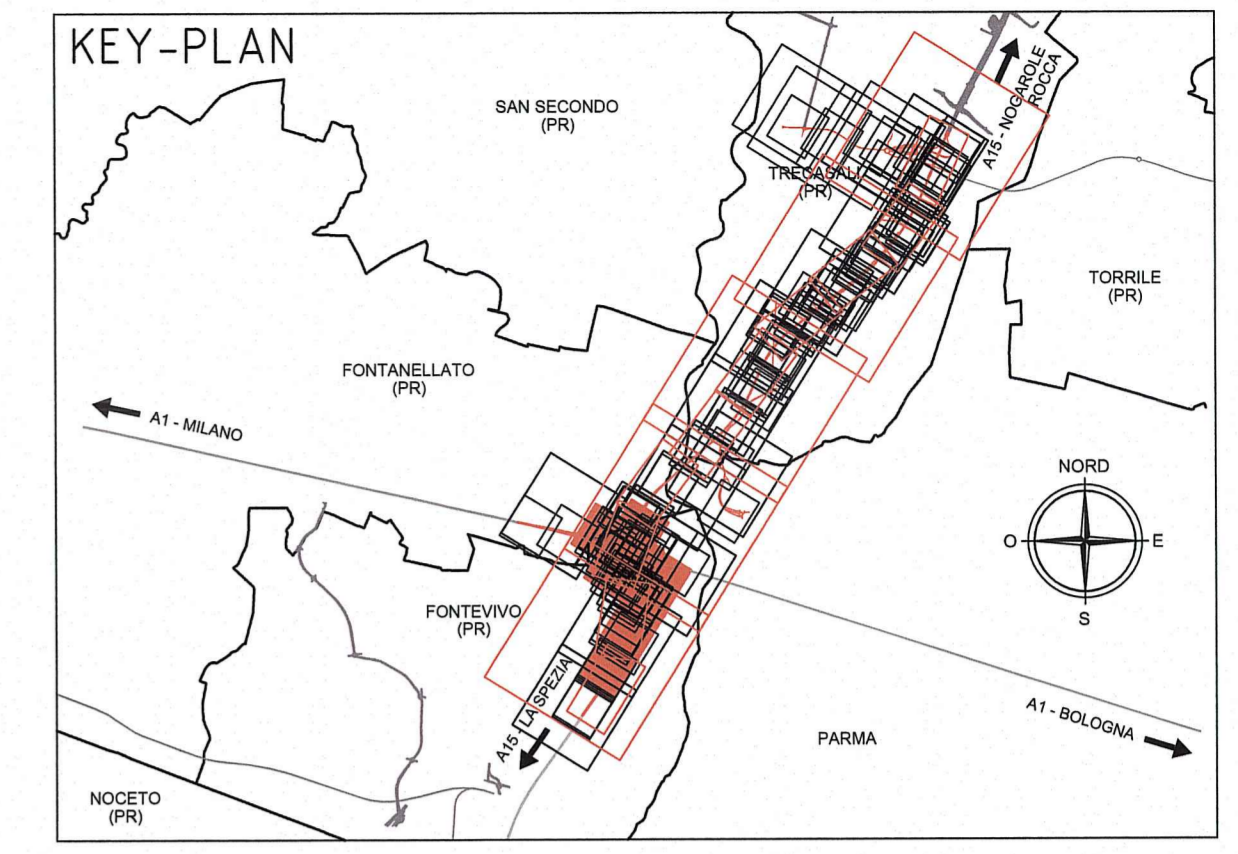 KEY-PLAN
SAN SECONDO
(PR)
A15 - NOGAROLE
ROCCA
TRECASALI
(PR)
TORRILE
(PR)
FONTANELLATO
(PR)
A1 - MILANO
NORD
O
E
S
FONTEVIVO
(PR)
A15 - LA SPEZIA
A1 - BOLOGNA
PARMA
NOCETO
(PR)